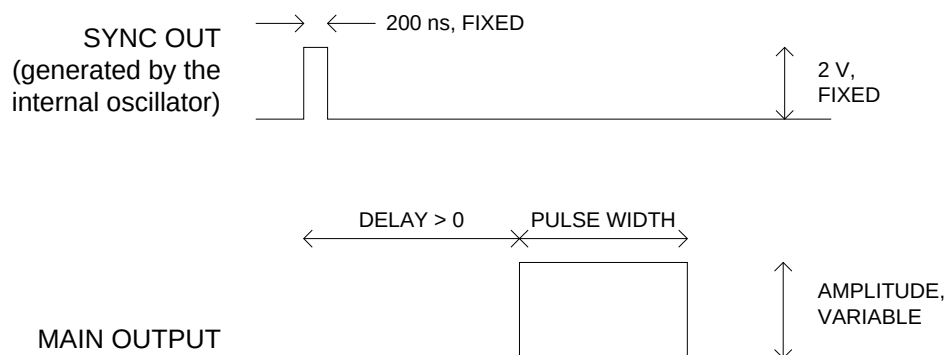 200 ns, FIXED
SYNC OUT
(generated by the
internal oscillator)
2 V,
FIXED
DELAY > 0
PULSE WIDTH
AMPLITUDE,
VARIABLE
MAIN OUTPUT